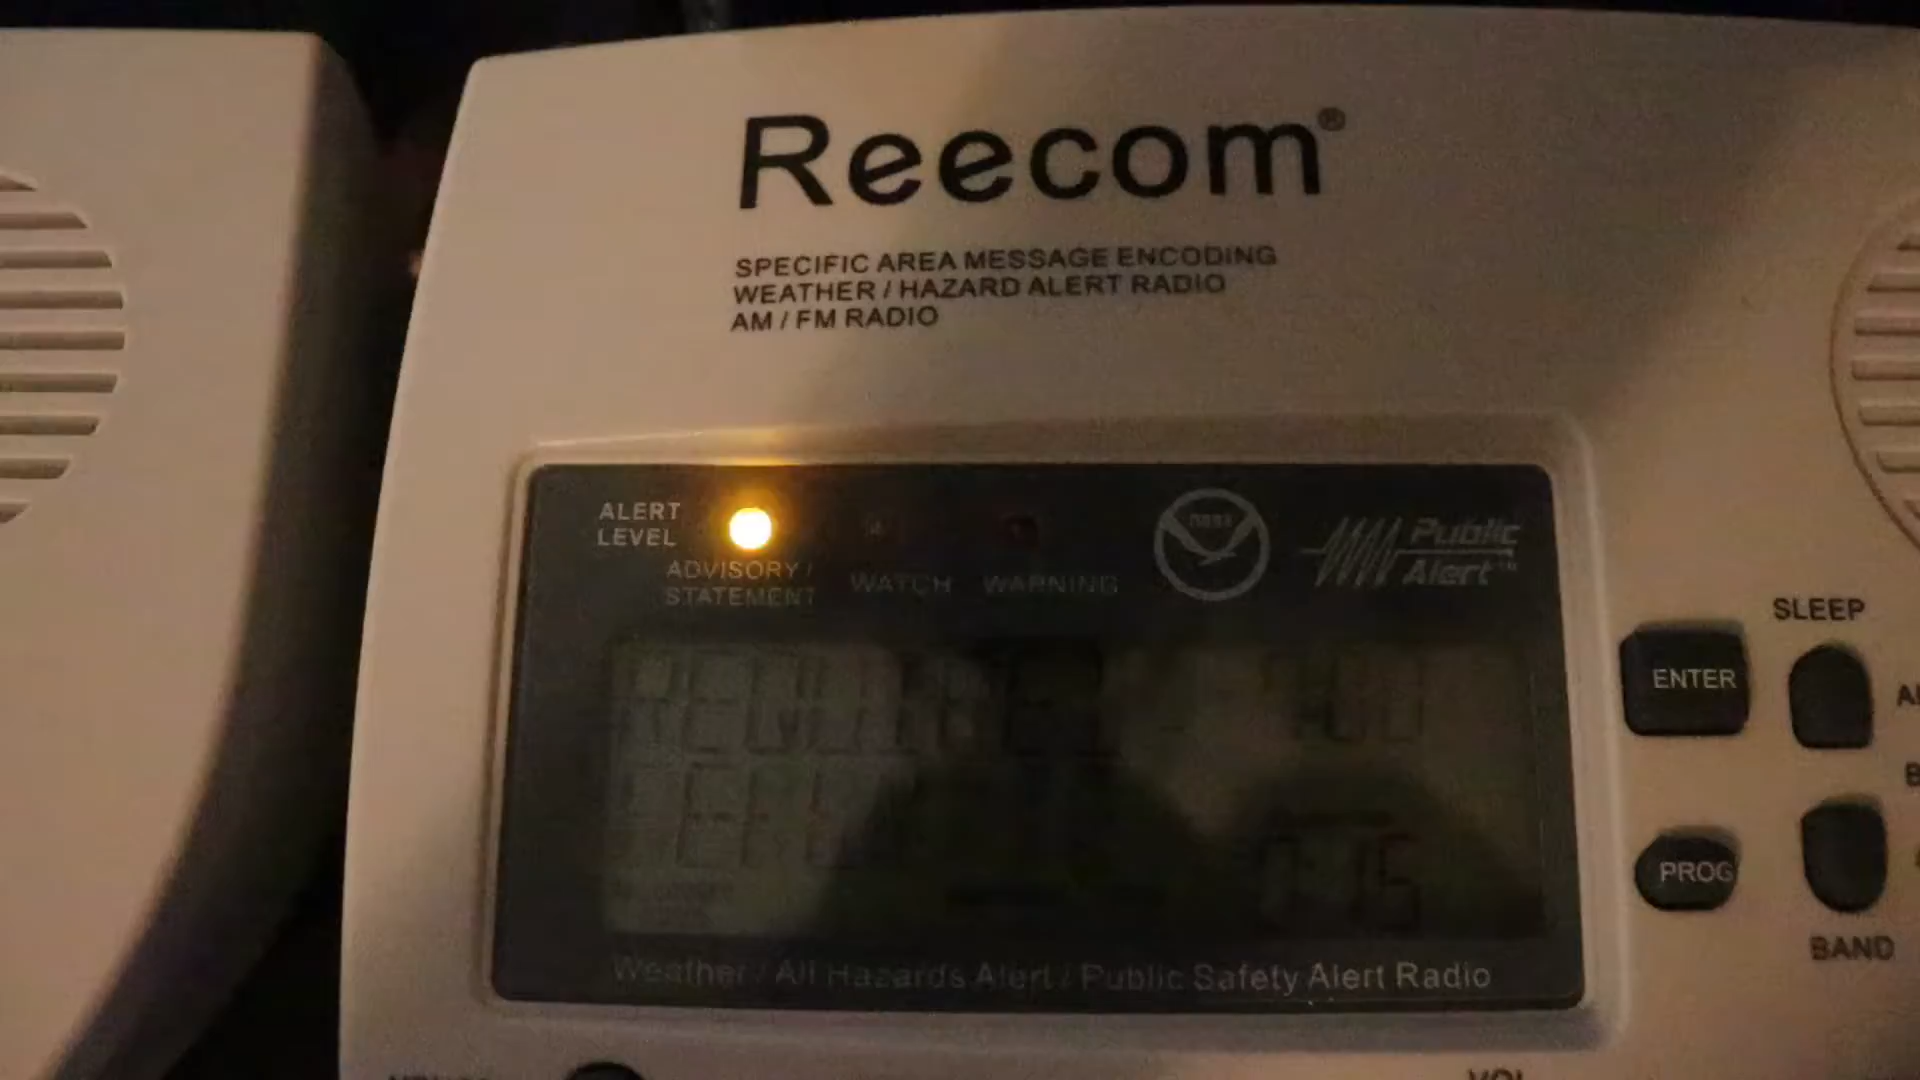 Reecom®
SPECIFIC AREA MESSAGE ENCODING
WEATHER / HAZARD ALERT RADIO
AM / FM RADIO
ALERT
LEVEL
ADVISORY /
STATEMENT
WATCH
WARNING
Public
Alert™
SLEEP
ENTER
PROG
BAND
Weather / All Hazards Alert / Public Safety Alert Radio